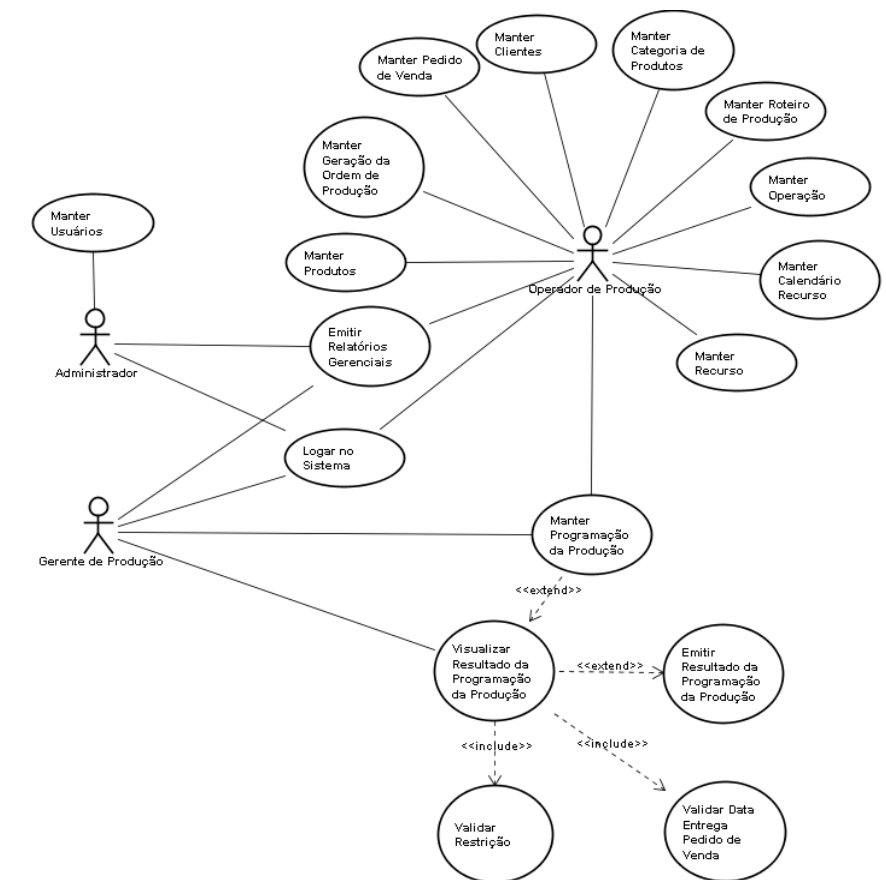 Manter
Clientes
Manter
Categoria de
Produtos
Manter Pedido
de Venda
Manter Roteiro
de Produção
Manter
Geração da
Ordem de
Produção
Manter
Operação
Manter
Usuários
Manter
Produtos
Operador de Produção
Manter
Calendário
Recurso
Emitir
Relatórios
Gerenciais
Administrador
Manter
Recurso
Logar no
Sistema
Manter
Programação
da Produção
Gerente de Produção
<<extend>>
Visualizar
Resultado da
Programação
da Produção
<<extend>>
Emitir
Resultado da
Programação
da Produção
<<include>>
<<include>>
Validar
Restrição
Validar Data
Entrega
Pedido de
Venda